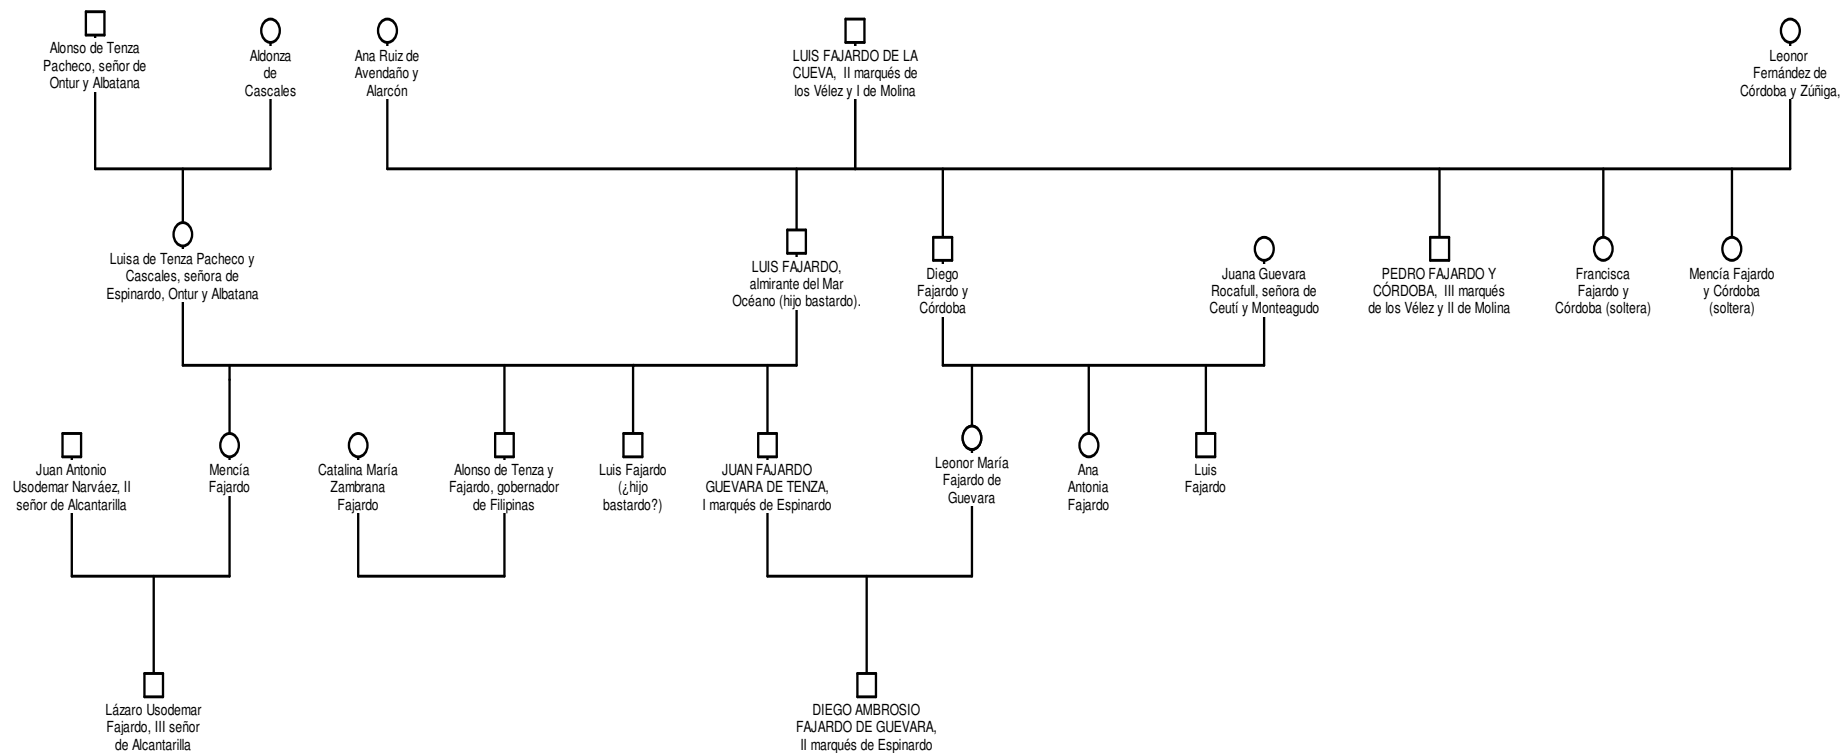 Alonso de Tenza
Pacheco, señor de
Ontur y Albatana
Aldonza
de
Cascales
Ana Ruiz de
Avendaño y
Alarcón
LUIS FAJARDO DE LA
CUEVA, II marqués de
los Vélez y I de Molina
Leonor
Fernández de
Córdoba y Zúñiga,
Luisa de Tenza Pacheco y
Cascales, señora de
Espinardo, Ontur y Albatana
LUIS FAJARDO,
almirante del Mar
Océano (hijo bastardo).
Diego
Fajardo y
Córdoba
Juana Guevara
Rocafull, señora de
Ceutí y Monteagudo
PEDRO FAJARDO Y
CÓRDOBA, III marqués
de los Vélez y II de Molina
Francisca
Fajardo y
Córdoba (soltera)
Mencía Fajardo
y Córdoba
(soltera)
Juan Antonio
Usodemar Narváez, II
señor de Alcantarilla
Mencía
Fajardo
Catalina María
Zambrana
Fajardo
Alonso de Tenza y
Fajardo, gobernador
de Filipinas
Luis Fajardo
(¿hijo
bastardo?)
JUAN FAJARDO
GUEVARA DE TENZA,
I marqués de Espinardo
Leonor María
Fajardo de
Guevara
Ana
Antonia
Fajardo
Luis
Fajardo
Lázaro Usodemar
Fajardo, III señor
de Alcantarilla
DIEGO AMBROSIO
FAJARDO DE GUEVARA,
II marqués de Espinardo